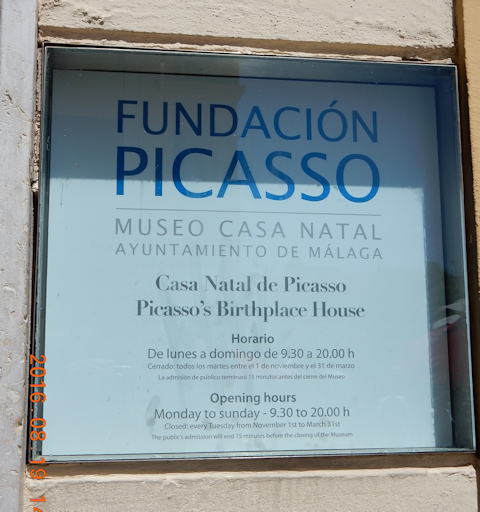 FUNDACIÓN
PICASSO
MUSEO CASA NATAL
AYUNTAMIENTO DE MÁLAGA
Casa Natal de Picasso
Picasso's Birthplace House
Horario
De lunes a domingo de 9.30 a 20.00 h
Cerrado: todos los martes entre el 1 de noviembre y el 31 de marzo
La admisión de público terminará 15 minutos antes del cierre del Museo
Opening hours
Monday to sunday - 9.30 to 20.00 h
Closed: every Tuesday from November 1st to March 31st
The public's admission will end 15 minutes before the closing of the Museum
2016 08 19 14